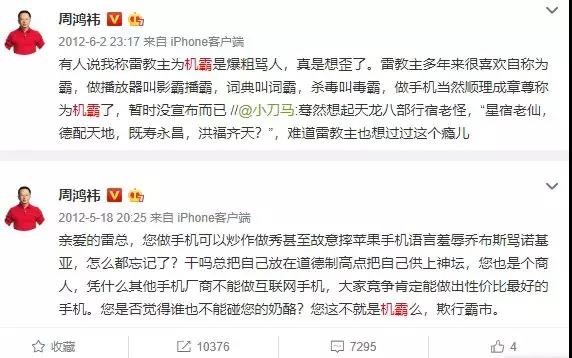 周鸿祎
2012-6-2 23:17 来自 iPhone客户端
有人说我称雷教主为机霸是爆粗骂人，真是想歪了。雷教主多年来很喜欢自称为
霸，做播放器叫影霸播霸，词典叫词霸，杀毒叫毒霸，做手机当然顺理成章尊称
为机霸了，暂时没宣布而已 //@小刀马:蓦然想起天龙八部行宿老怪，“星宿老仙，
德配天地，既寿永昌，洪福齐天？”，难道雷教主也想过过这个瘾儿
周鸿祎
2012-5-18 20:25 来自 iPhone客户端
亲爱的雷总，您做手机可以炒作做秀甚至故意摔苹果手机语言羞辱乔布斯骂诺基
亚，怎么都忘记了？干吗总把自己放在道德制高点把自己供上神坛，您也是个商
人，凭什么其他手机厂商不能做互联网手机，大家竞争肯定能做出性价比最好的
手机。您是否觉得谁也不能碰您的奶酪？您这不就是机霸么，欺行霸市。
收藏 10376 7295 4